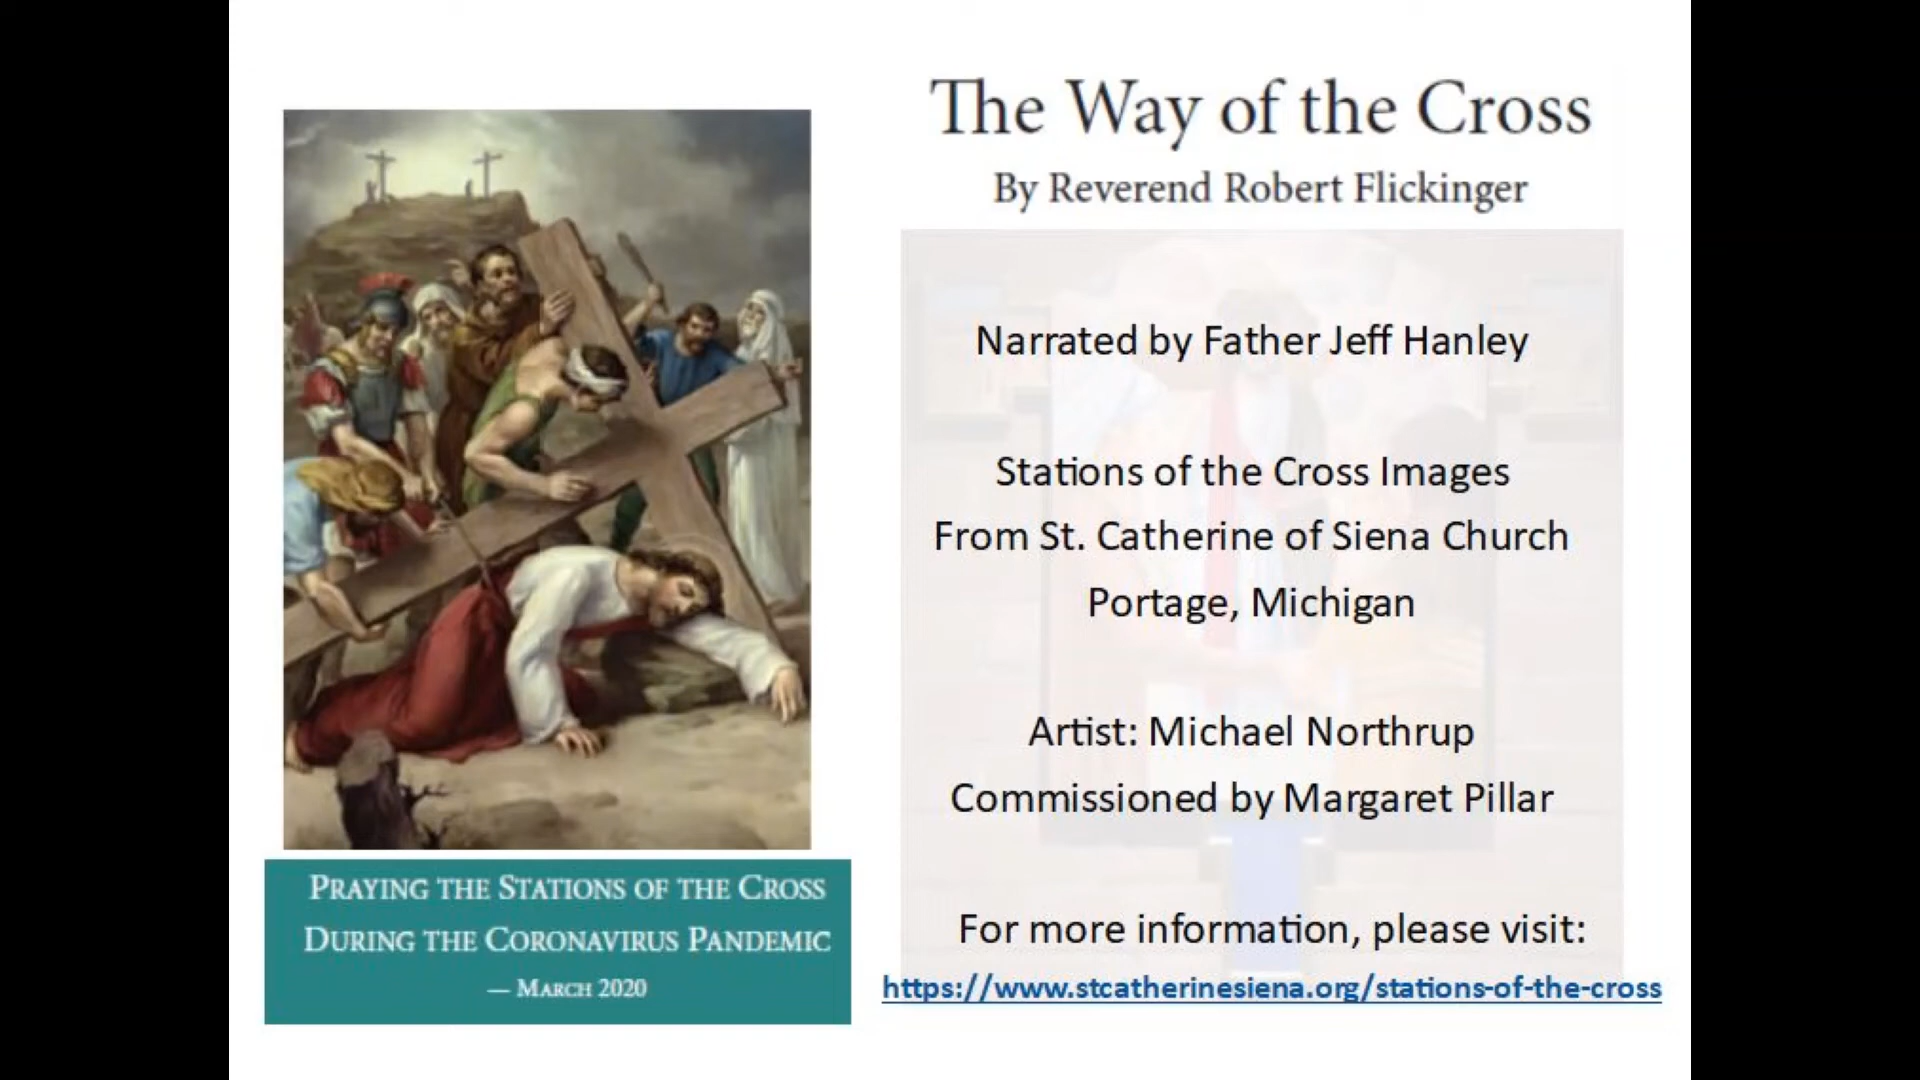 The Way of the Cross
By Reverend Robert Flickinger
Narrated by Father Jeff Hanley
Stations of the Cross Images
From St. Catherine of Siena Church
Portage, Michigan
Artist: Michael Northrup
Commissioned by Margaret Pillar
For more information, please visit:
https://www.stcatherinesiena.org/stations-of-the-cross
PRAYING THE STATIONS OF THE CROSS
DURING THE CORONAVIRUS PANDEMIC
— MARCH 2020